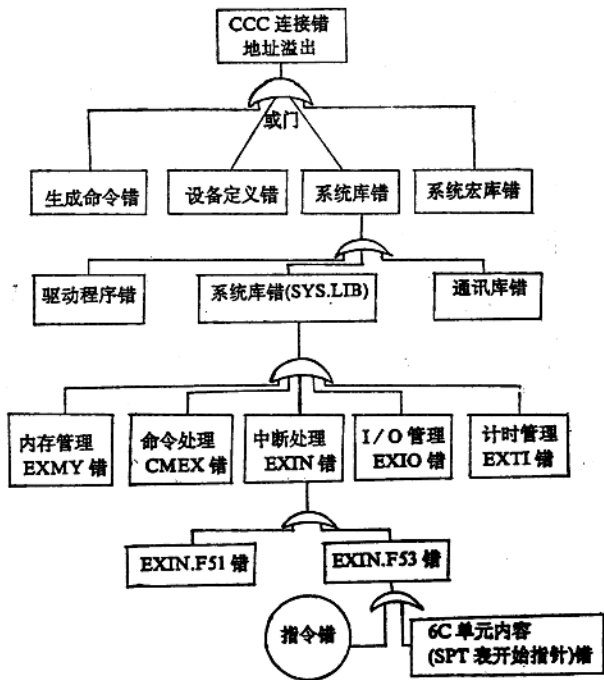 CCC 连接错
地址溢出
或门
生成命令错
设备定义错
系统库错
系统宏库错
驱动程序错
系统库错(SYS.LIB)
通讯库错
内存管理
EXMY 错
命令处理
CMEX 错
中断处理
EXIN 错
I/O 管理
EXIO 错
计时管理
EXTI 错
EXIN.F51 错
EXIN.F53 错
指令错
6C 单元内容
(SPT 表开始指针)错